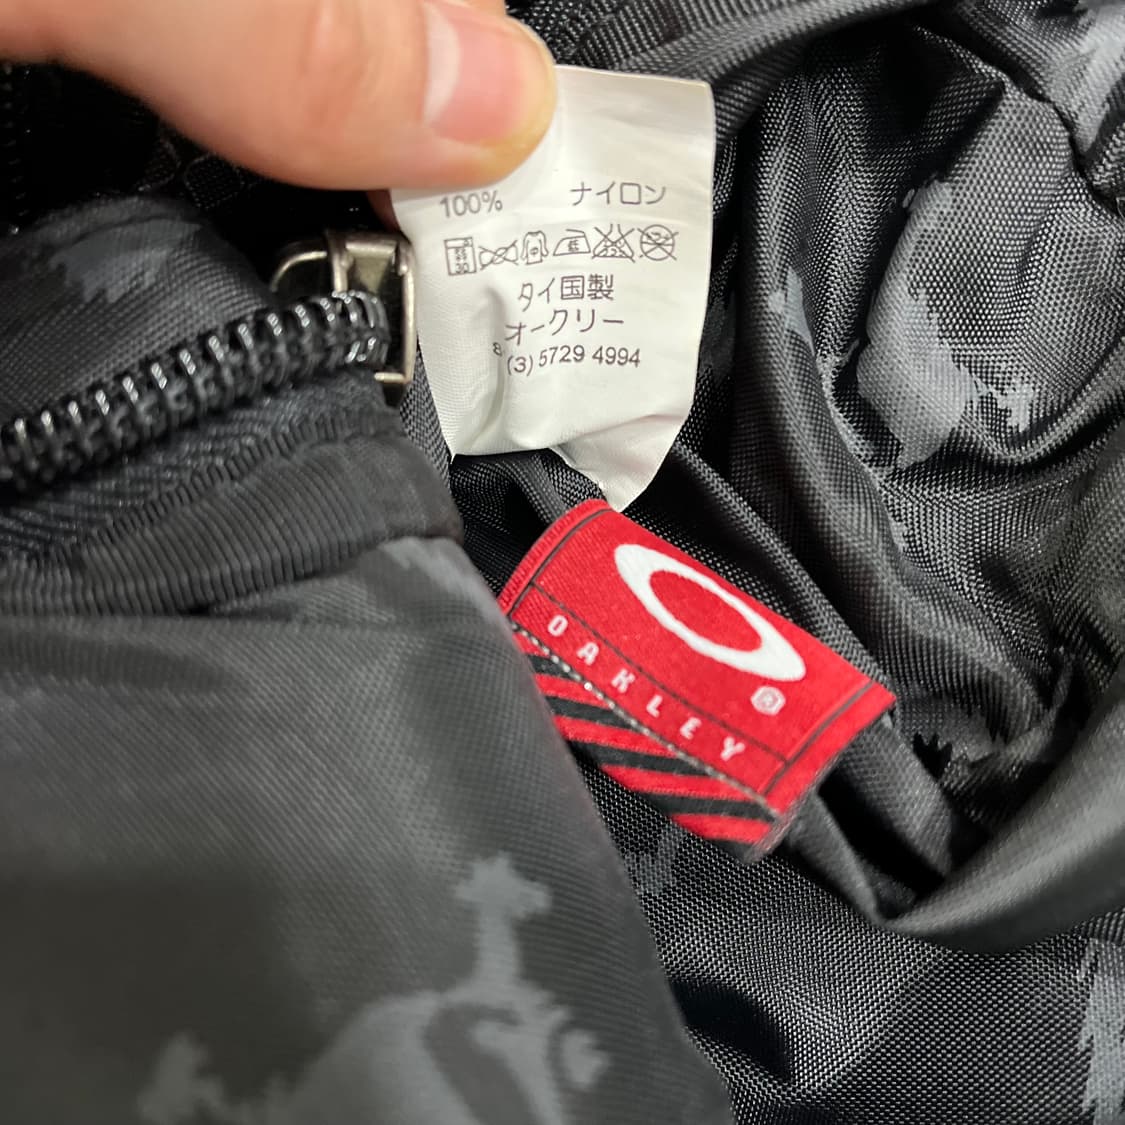 100% ナイロン
タイ国製
オークリー
(3) 5729 4994
OAKLEY
®